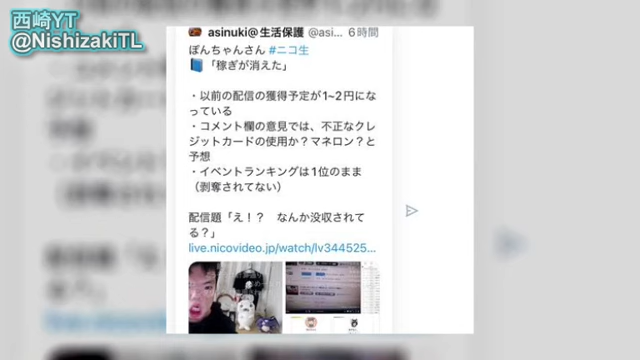 西崎YT
@NishizakiTL
asinuki@生活保護 @asi... 6時間
ぽんちゃんさん #ニコ生
📘「稼ぎが消えた」
・以前の配信の獲得予定が1~2円になっている
・コメント欄の意見では、不正なクレジットカードの使用か？マネロン？と予想
・イベントランキングは1位のまま
（剥奪されてない）
配信題「え！？　なんか没収されてる？」
live.nicovideo.jp/watch/lv344525...